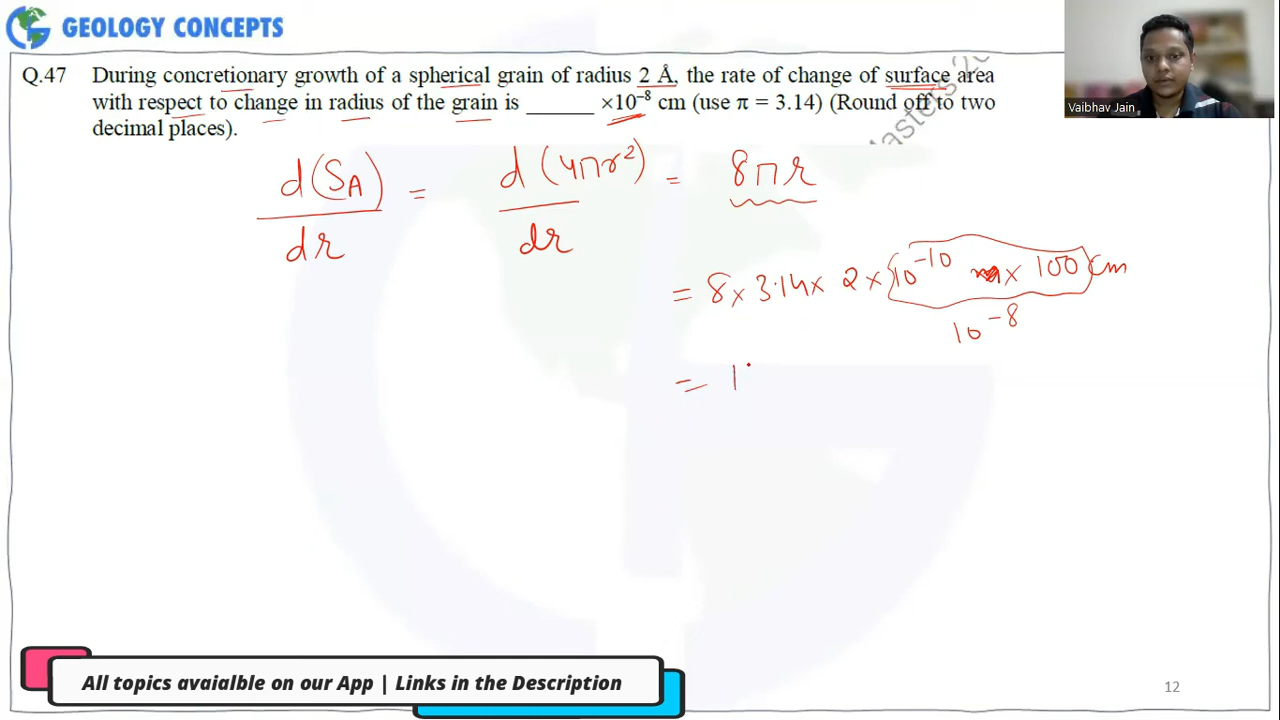 GEOLOGY CONCEPTS
Q.47 During concretionary growth of a spherical grain of radius 2 Å, the rate of change of surface area
with respect to change in radius of the grain is ______ ×10⁻⁸ cm (use π = 3.14) (Round off to two
decimal places).
Vaibhav Jain
d(SA)/dr = d(4πr²)/dr = 8πr
= 8 × 3.14 × 2 × 10⁻¹⁰ × 100 cm
10⁻⁸
= 1
All topics avaialble on our App | Links in the Description
12